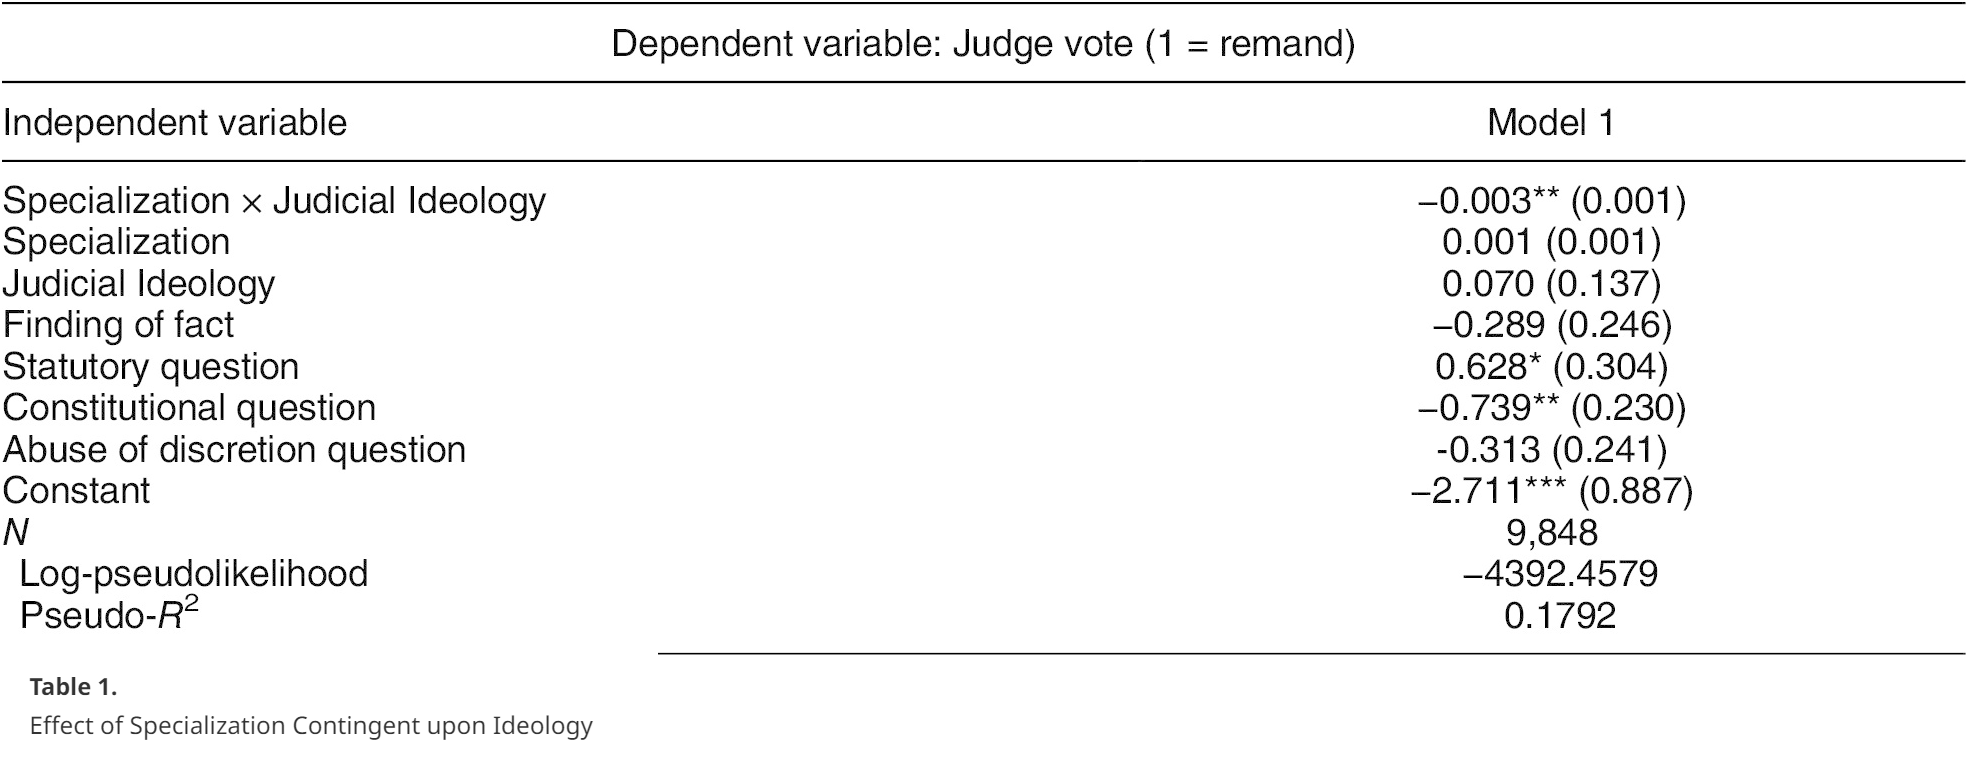 Dependent variable: Judge vote (1 = remand)
Independent variable Model 1
Specialization × Judicial Ideology −0.003** (0.001)
Specialization 0.001 (0.001)
Judicial Ideology 0.070 (0.137)
Finding of fact −0.289 (0.246)
Statutory question 0.628* (0.304)
Constitutional question −0.739** (0.230)
Abuse of discretion question -0.313 (0.241)
Constant −2.711*** (0.887)
N 9,848
Log-pseudolikelihood −4392.4579
Pseudo-R² 0.1792
Table 1.
Effect of Specialization Contingent upon Ideology